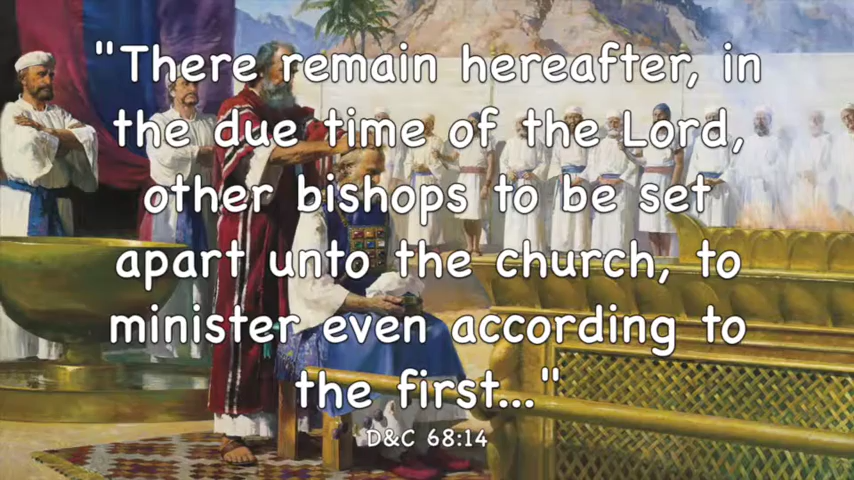 "There remain hereafter, in
the due time of the Lord,
other bishops to be set
apart unto the church, to
minister even according to
the first..."
D&C 68:14